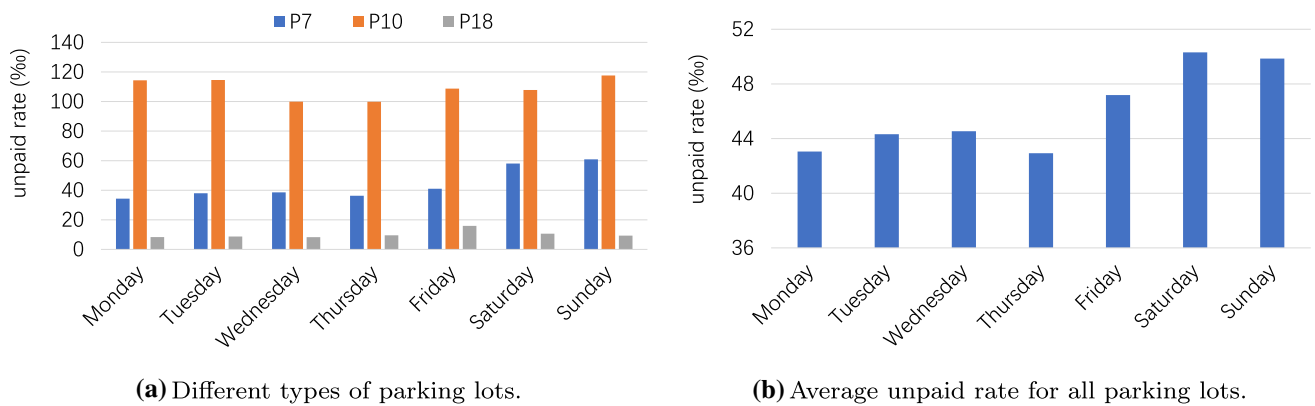 P7 P10 P18
unpaid rate (‰)
140
120
100
80
60
40
20
0
Monday
Tuesday
Wednesday
Thursday
Friday
Saturday
Sunday
(a) Different types of parking lots.
unpaid rate (‰)
52
48
44
40
36
Monday
Tuesday
Wednesday
Thursday
Friday
Saturday
Sunday
(b) Average unpaid rate for all parking lots.